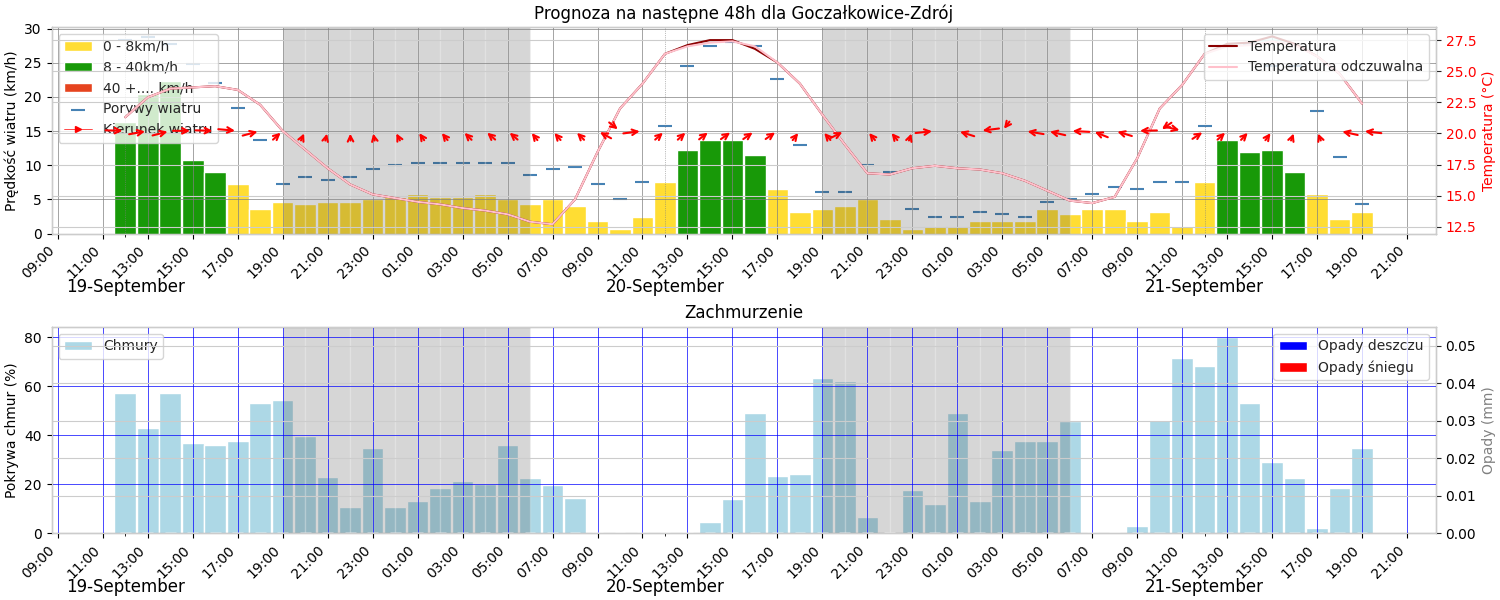 Prognoza na następne 48h dla Goczałkowice-Zdrój
Prędkość wiatru (km/h)
30
25
20
15
10
5
0
0 - 8km/h
8 - 40km/h
40 +.... km/h
Porywy wiatru
Kierunek wiatru
Temperatura
Temperatura odczuwalna
27.5
25.0
22.5
20.0
17.5
15.0
12.5
Temperatura (°C)
09:00 11:00 13:00 15:00 17:00 19:00 21:00 23:00 01:00 03:00 05:00 07:00 09:00 11:00 13:00 15:00 17:00 19:00 21:00 23:00 01:00 03:00 05:00 07:00 09:00 11:00 13:00 15:00 17:00 19:00 21:00
19-September 20-September 21-September
Zachmurzenie
Pokrywa chmur (%)
80
60
40
20
0
Chmury
Opady deszczu
Opady śniegu
0.05
0.04
0.03
0.02
0.01
0.00
Opady (mm)
09:00 11:00 13:00 15:00 17:00 19:00 21:00 23:00 01:00 03:00 05:00 07:00 09:00 11:00 13:00 15:00 17:00 19:00 21:00 23:00 01:00 03:00 05:00 07:00 09:00 11:00 13:00 15:00 17:00 19:00 21:00
19-September 20-September 21-September